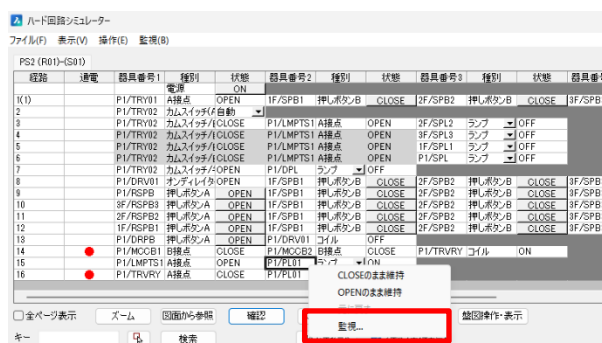 ハード回路シミュレーター
ファイル(F) 表示(V) 操作(E) 監視(B)
PS2 (R01)-(S01)
経路 通電 器具番号1 種別 状態 器具番号2 種別 状態 器具番号3 種別 状態 器具番
電源 ON
1(1) P1/TRY01 A接点 OPEN 1F/SPB1 押しボタンB CLOSE 2F/SPB2 押しボタンB CLOSE 3F/SPB
2 P1/TRY02 カムスイッチ(A 自動
3 P1/TRY02 カムスイッチ/ CLOSE P1/LMPTS1 A接点 OPEN 2F/SPL2 ランプ OFF
4 P1/TRY02 カムスイッチ/ CLOSE P1/LMPTS1 A接点 OPEN 3F/SPL3 ランプ OFF
5 P1/TRY02 カムスイッチ/ CLOSE P1/LMPTS1 A接点 OPEN 1F/SPL1 ランプ OFF
6 P1/TRY02 カムスイッチ/ CLOSE P1/LMPTS1 A接点 OPEN P1/SPL ランプ OFF
7 P1/TRY02 カムスイッチ/ OPEN P1/DPL ランプ OFF
8 P1/DRV01 オンディレイタ OPEN 1F/SPB1 押しボタンB CLOSE 2F/SPB2 押しボタンB CLOSE 3F/SPB
9 P1/RSPB 押しボタンA OPEN 1F/SPB1 押しボタンB CLOSE 2F/SPB2 押しボタンB CLOSE 3F/SPB
10 3F/RSPB3 押しボタンA OPEN 1F/SPB1 押しボタンB CLOSE 2F/SPB2 押しボタンB CLOSE 3F/SPB
11 2F/RSPB2 押しボタンA OPEN 1F/SPB1 押しボタンB CLOSE 2F/SPB2 押しボタンB CLOSE 3F/SPB
12 1F/RSPB1 押しボタンA OPEN 1F/SPB1 押しボタンB CLOSE 2F/SPB2 押しボタンB CLOSE 3F/SPB
13 P1/DRPB 押しボタンA OPEN P1/DRV01 コイル OFF
14 P1/MCCB1 B接点 CLOSE P1/MCCB2 B接点 CLOSE P1/TRVRY コイル ON
15 P1/LMPTS1 A接点 OPEN P1/PL01 ランプ ON
16 P1/TRVRY A接点 CLOSE P1/PL01
CLOSEのまま維持
OPENのまま維持
監視...
全ページ表示 ズーム 図面から参照 確認 盤図操作・表示
キー 検索